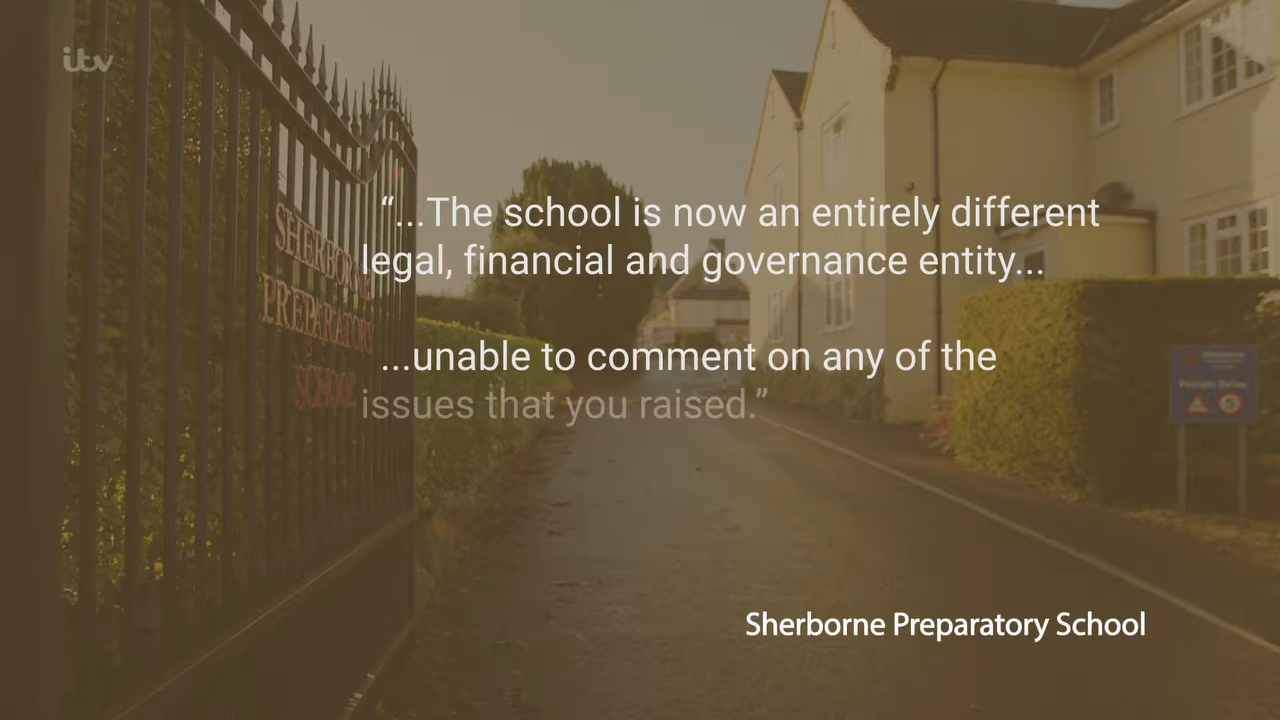 itv
“...The school is now an entirely different
legal, financial and governance entity...
...unable to comment on any of the
issues that you raised.”
SHERBORNE
PREPARATORY
SCHOOL
Private Drive
Sherborne Preparatory School